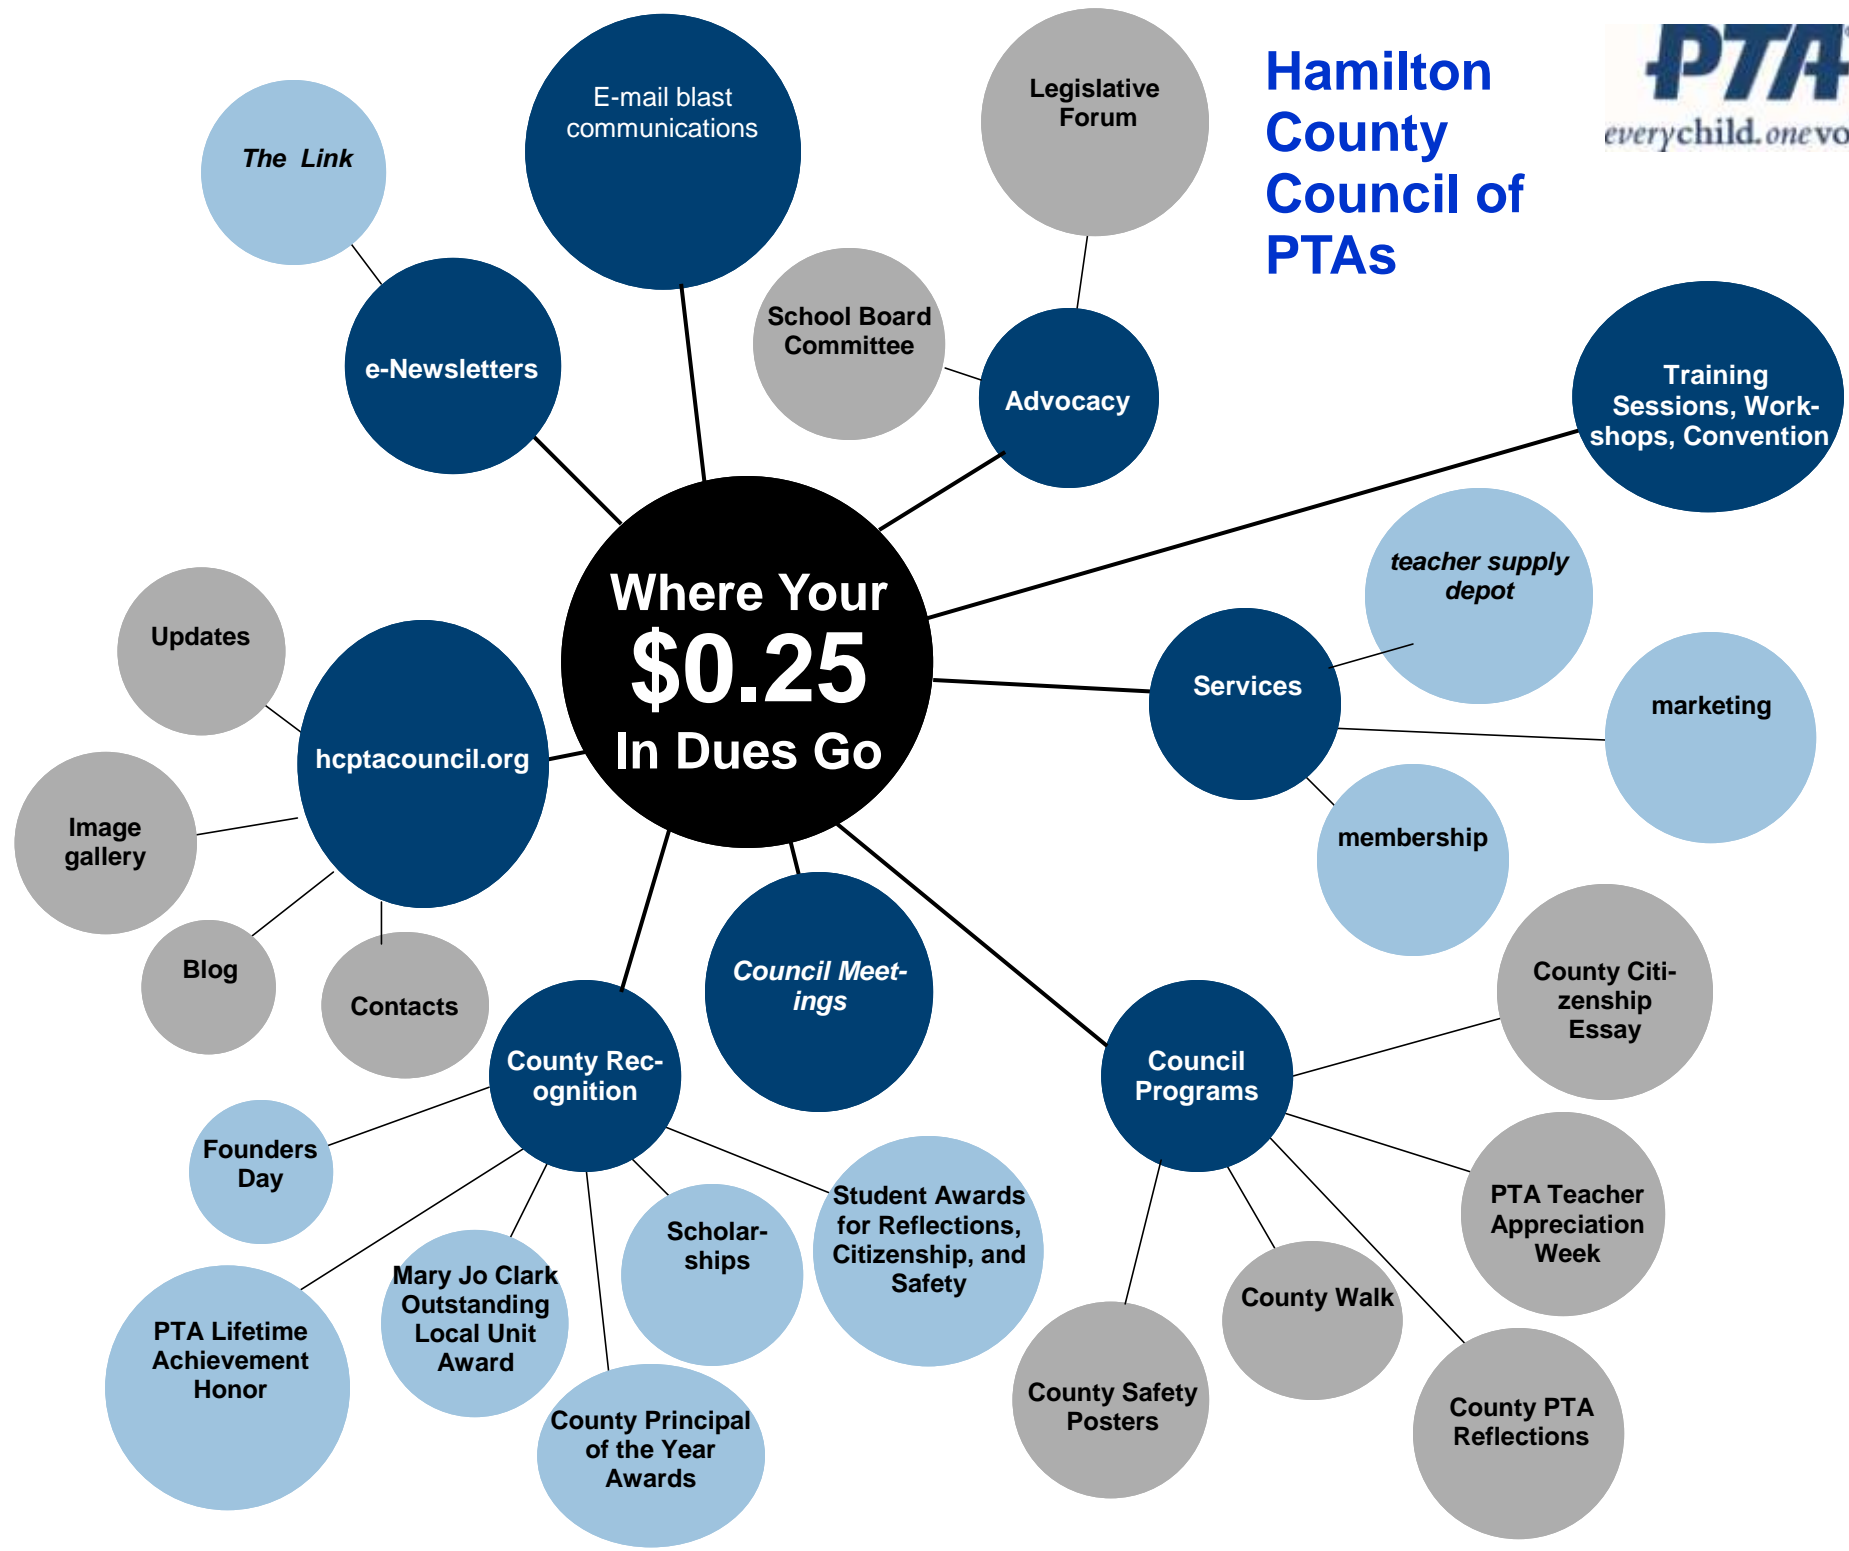 Hamilton
County
Council of
PTAs
PTA
everychild.one vo
E-mail blast
communications
Legislative
Forum
The Link
School Board
Committee
e-Newsletters
Advocacy
Training
Sessions, Work-
shops, Convention
Where Your
$0.25
In Dues Go
teacher supply
depot
Services
marketing
membership
Updates
hcptacouncil.org
Image
gallery
Blog
Contacts
Council Meet-
ings
County Rec-
ognition
Council
Programs
County Citi-
zenship
Essay
Founders
Day
PTA Lifetime
Achievement
Honor
Mary Jo Clark
Outstanding
Local Unit
Award
County Principal
of the Year
Awards
Scholar-
ships
Student Awards
for Reflections,
Citizenship, and
Safety
PTA Teacher
Appreciation
Week
County Walk
County Safety
Posters
County PTA
Reflections